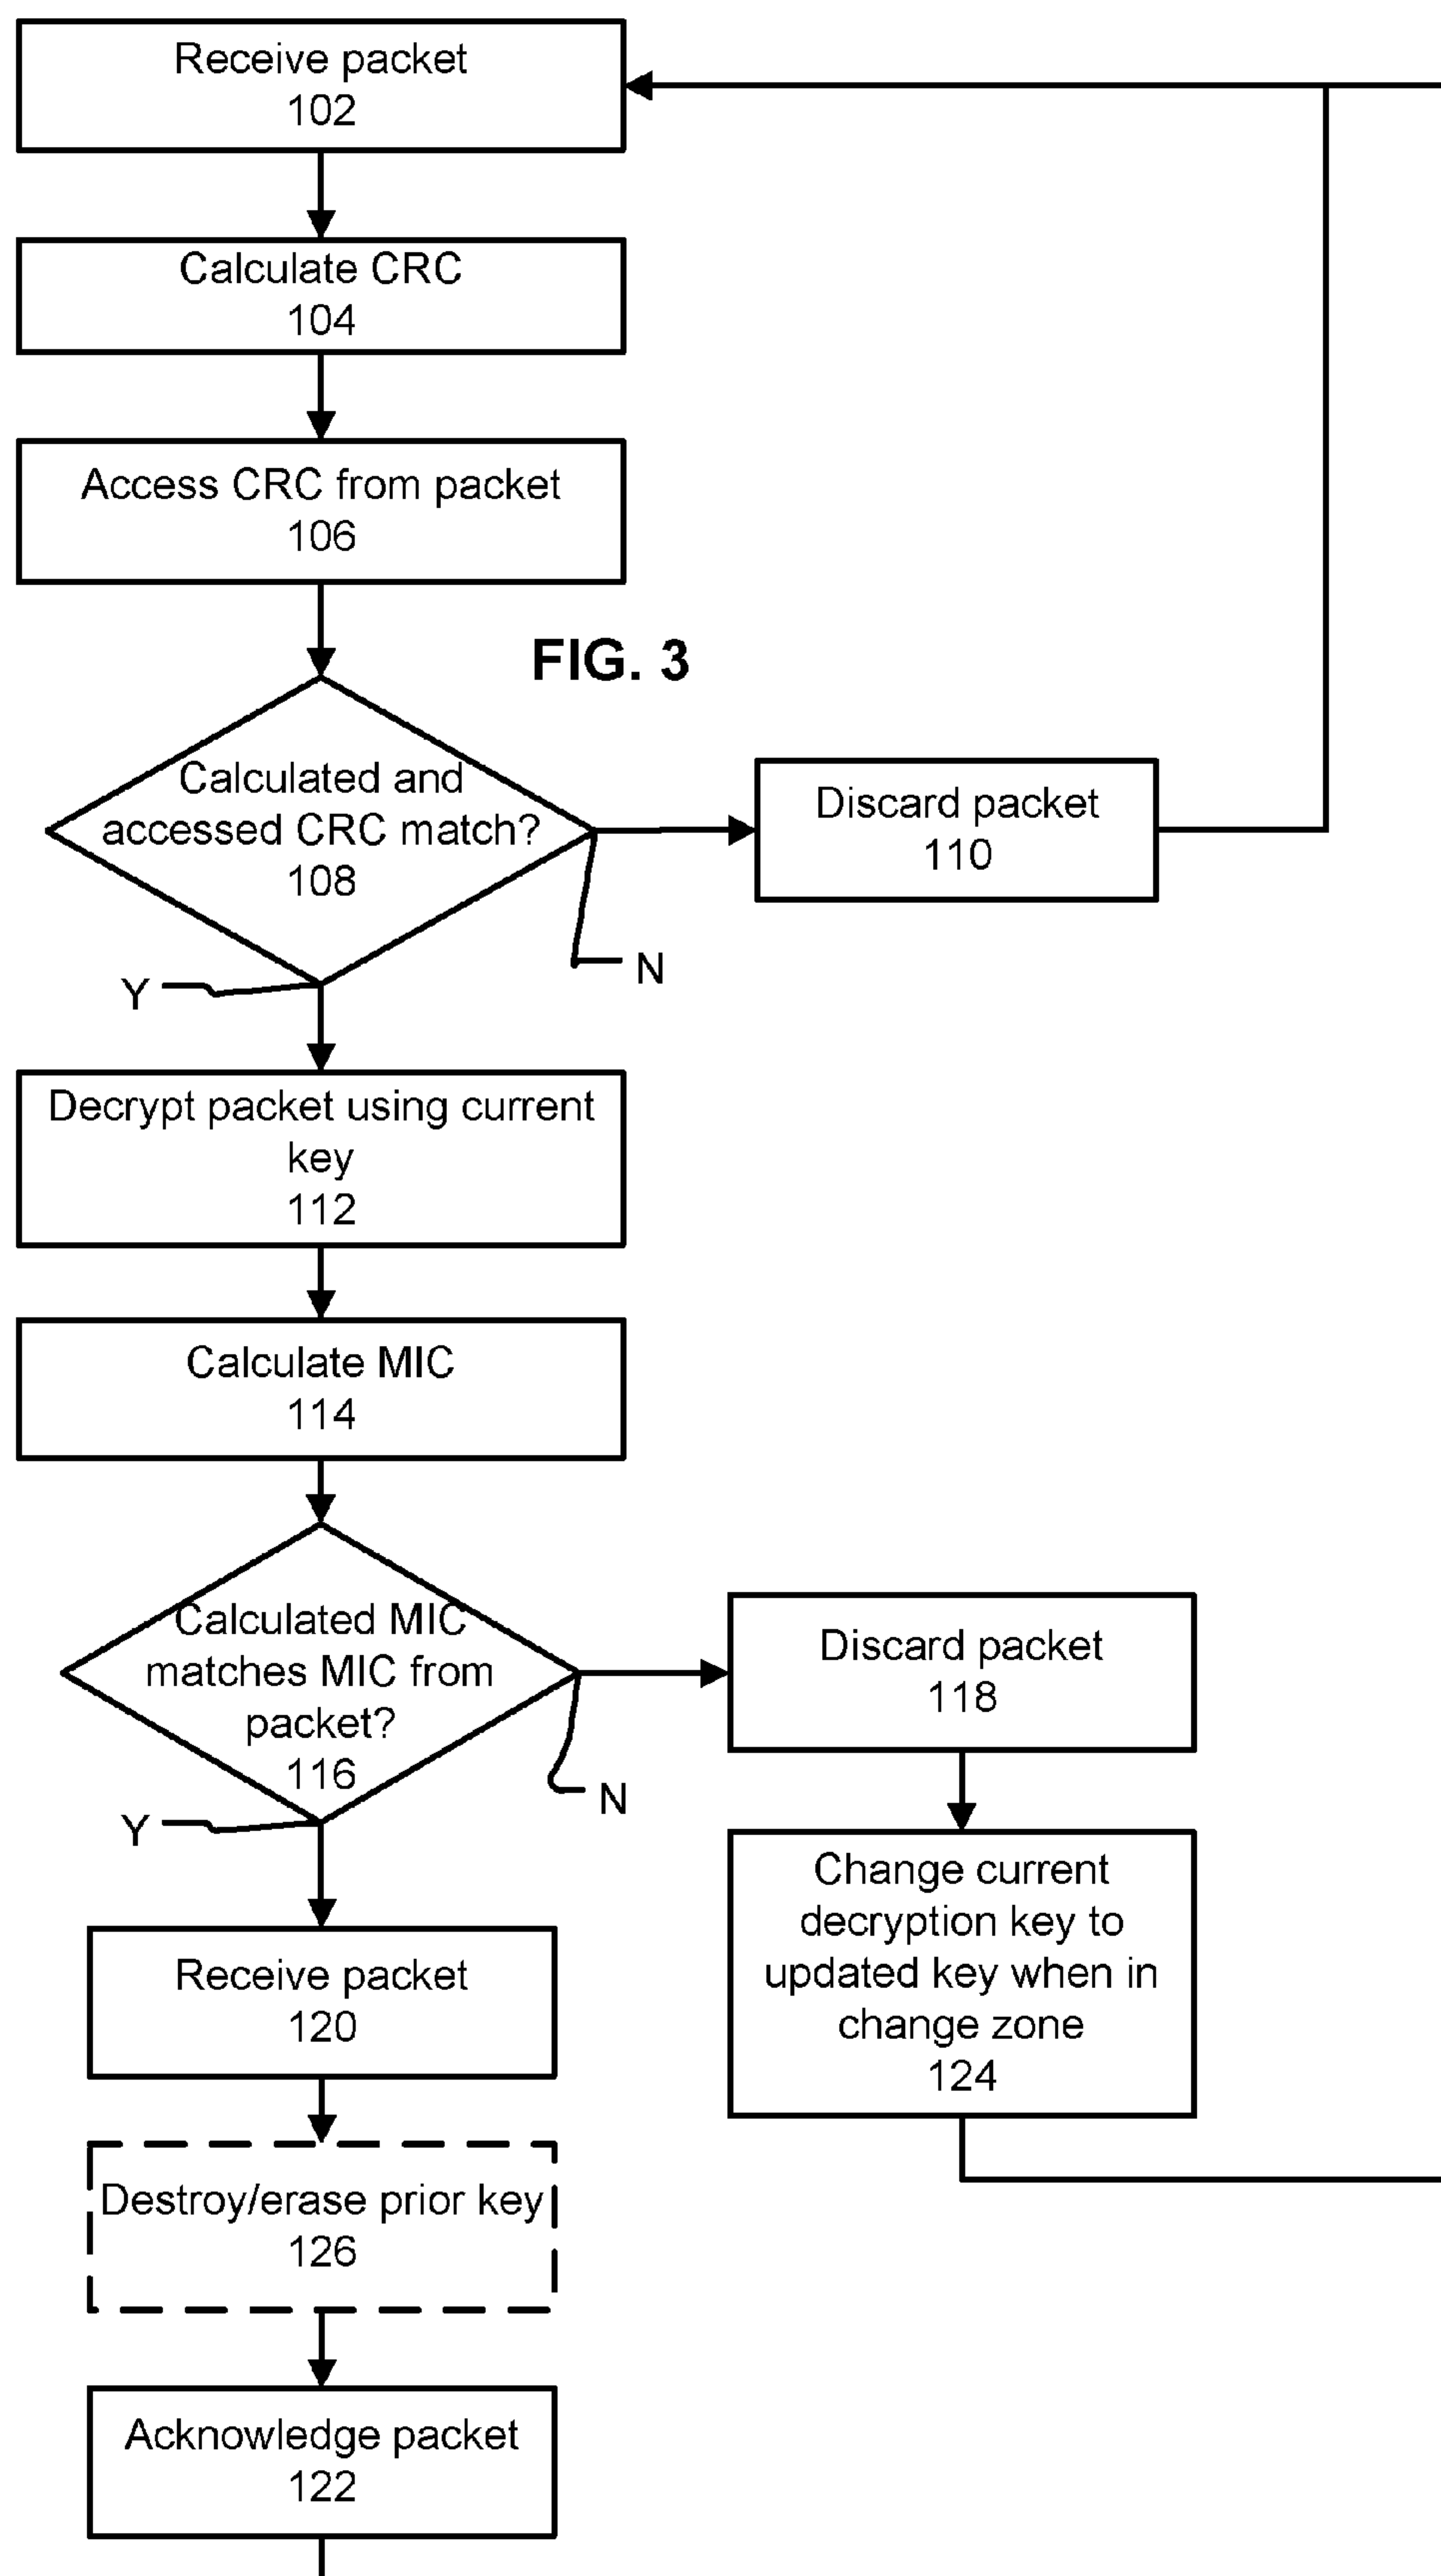 Receive packet
102
Calculate CRC
104
Access CRC from packet
106
FIG. 3
Calculated and
accessed CRC match?
108
Discard packet
110
N
Y
Decrypt packet using current
key
112
Calculate MIC
114
Calculated MIC
matches MIC from
packet?
116
Discard packet
118
N
Y
Change current
decryption key to
updated key when in
change zone
124
Receive packet
120
Destroy/erase prior key
126
Acknowledge packet
122